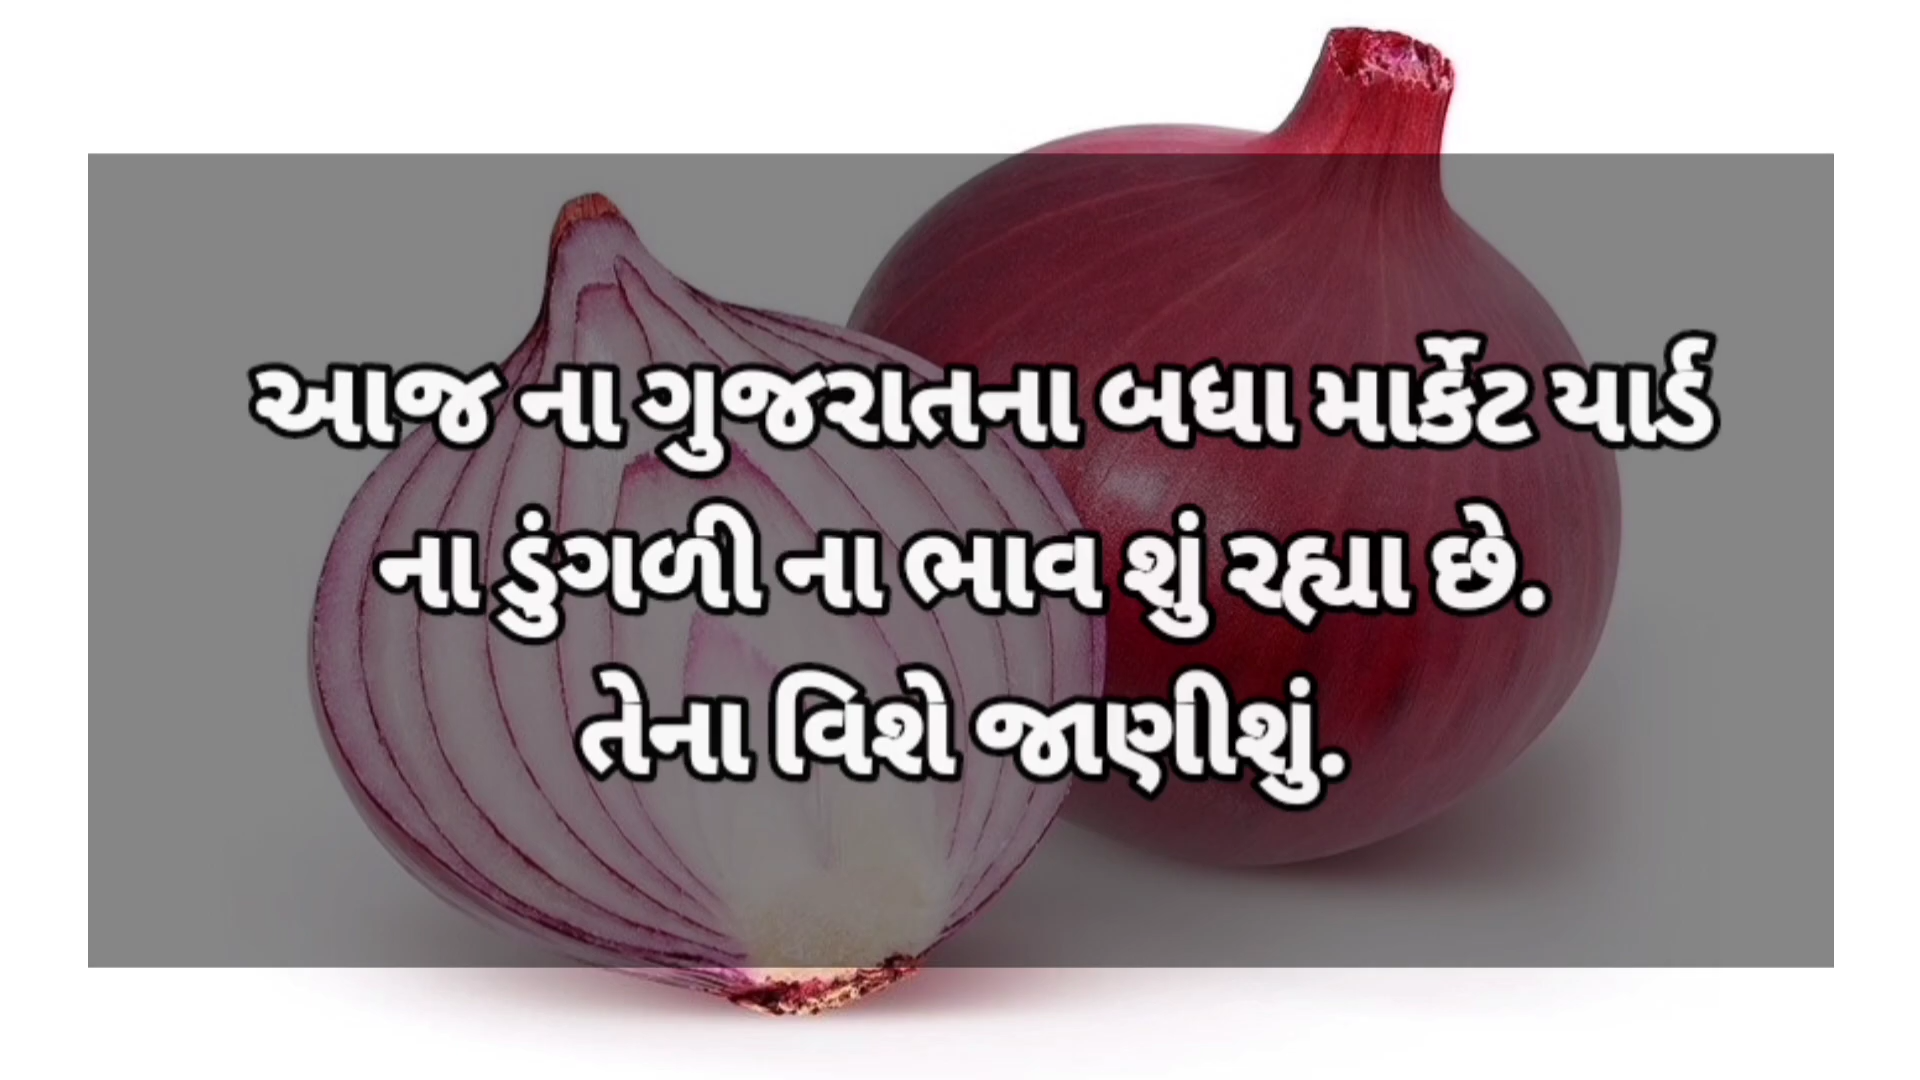 આજ ના ગુજરાતના બધા માર્કેટ યાર્ડ
ના ડુંગળી ના ભાવ શું રહ્યા છે.
તેના વિશે જાણીશું.